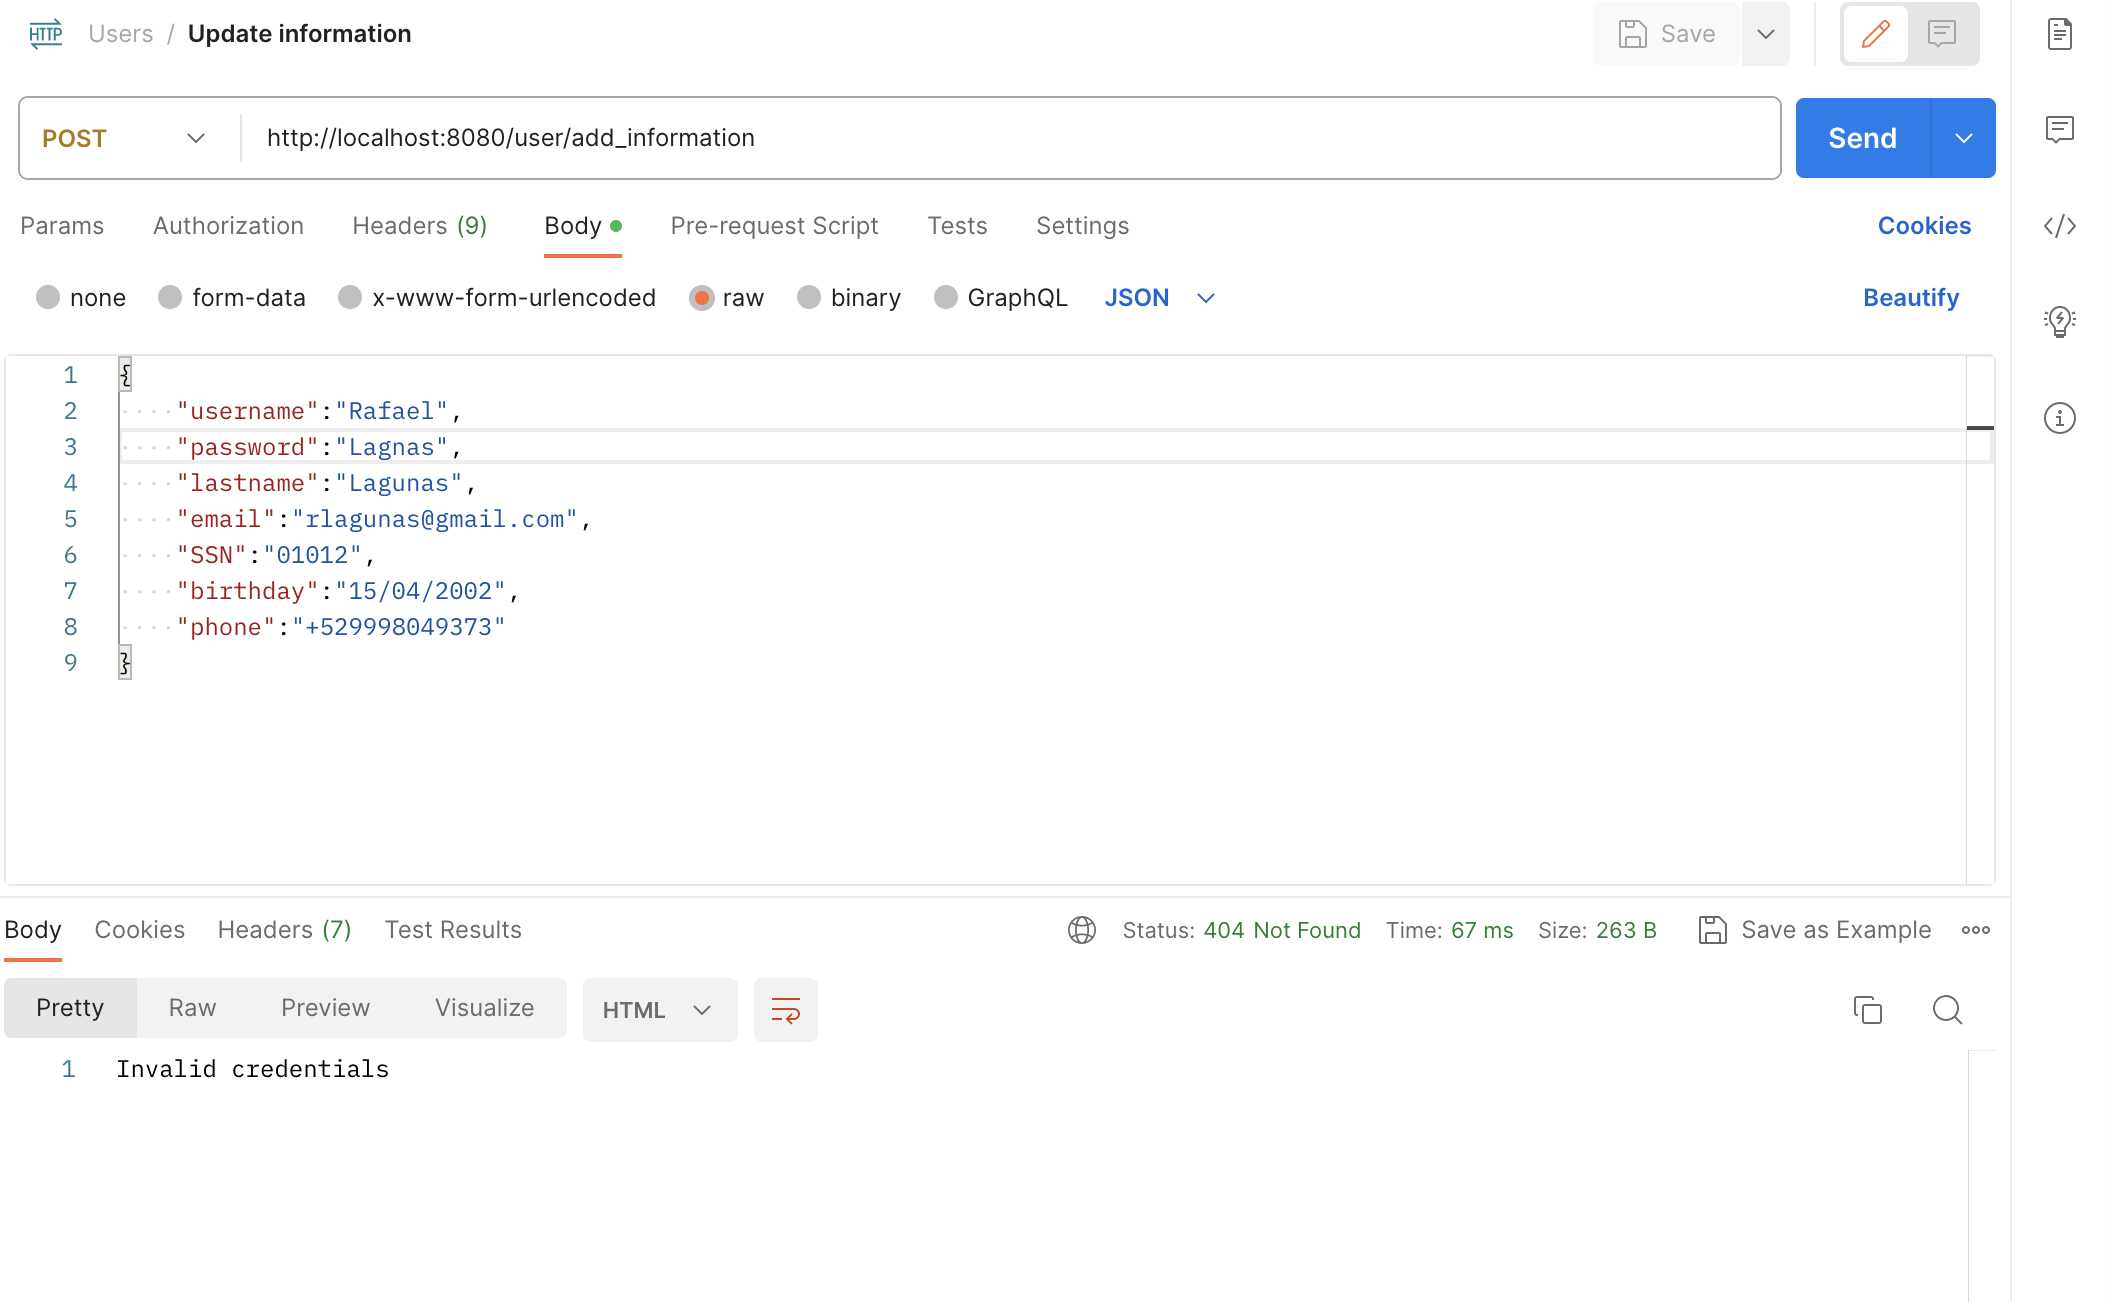 HTTP Users / Update information Save
POST http://localhost:8080/user/add_information Send
Params Authorization Headers (9) Body Pre-request Script Tests Settings Cookies
none form-data x-www-form-urlencoded raw binary GraphQL JSON Beautify
1 {
2 "username":"Rafael",
3 "password":"Lagnas",
4 "lastname":"Lagunas",
5 "email":"rlagunas@gmail.com",
6 "SSN":"01012",
7 "birthday":"15/04/2002",
8 "phone":"+529998049373"
9 }
Body Cookies Headers (7) Test Results Status: 404 Not Found Time: 67 ms Size: 263 B Save as Example
Pretty Raw Preview Visualize HTML
1 Invalid credentials